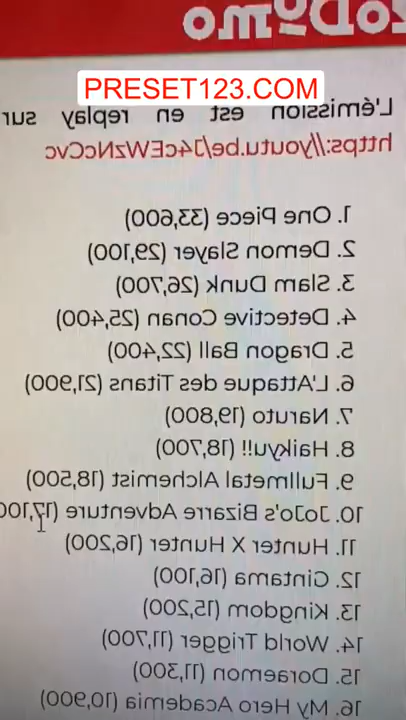 ZoDomo
PRESET123.COM
L'émission est en replay sur
https://youtu.be/J4cEWzNcCvc
1. One Piece (33,600)
2. Demon Slayer (29,100)
3. Slam Dunk (26,700)
4. Detective Conan (25,400)
5. Dragon Ball (22,400)
6. L'Attaque des Titans (21,900)
7. Naruto (19,800)
8. Haikyu!! (18,700)
9. Fullmetal Alchemist (18,500)
10. JoJo's Bizarre Adventure (17,100
11. Hunter X Hunter (16,200)
12. Gintama (16,100)
13. Kingdom (15,200)
14. World Trigger (11,700)
15. Doraemon (11,300)
16. My Hero Academia (10,900)